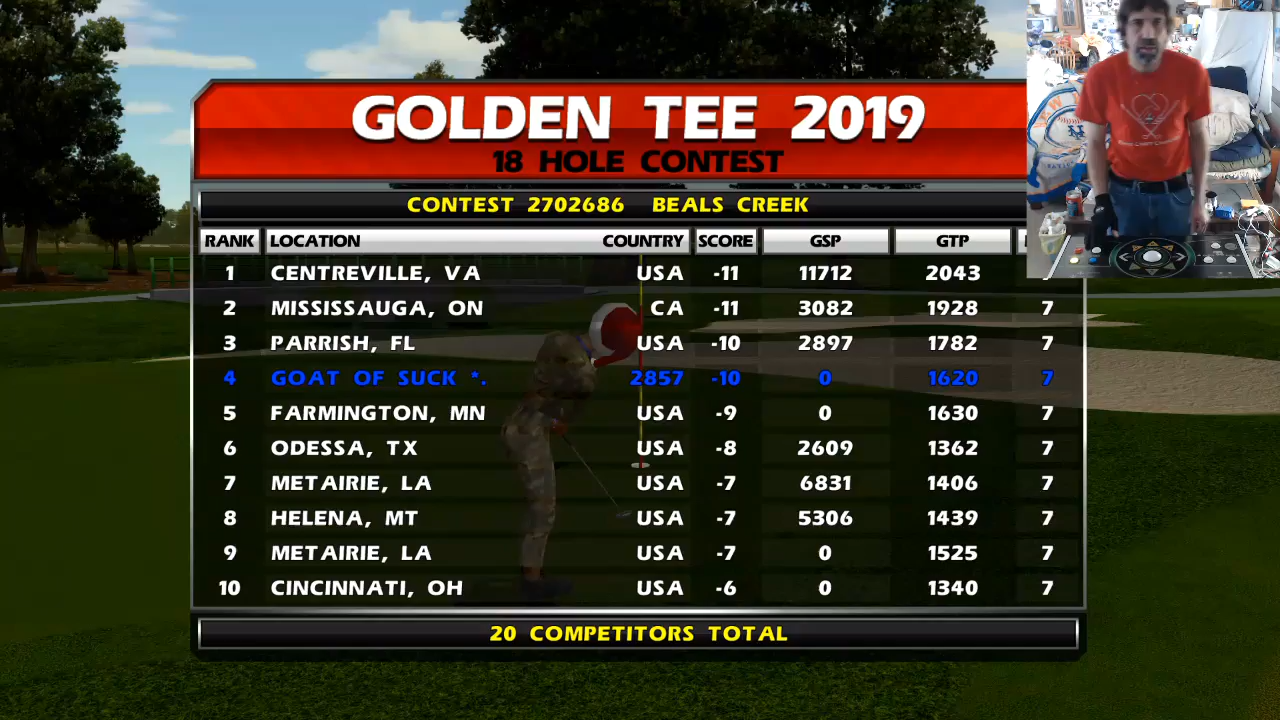 GOLDEN TEE 2019
18 HOLE CONTEST
CONTEST 2702686 BEALS CREEK
RANK LOCATION COUNTRY SCORE GSP GTP
1 CENTREVILLE, VA USA -11 11712 2043
2 MISSISSAUGA, ON CA -11 3082 1928 7
3 PARRISH, FL USA -10 2897 1782 7
4 GOAT OF SUCK *. 2857 -10 0 1620 7
5 FARMINGTON, MN USA -9 0 1630 7
6 ODESSA, TX USA -8 2609 1362 7
7 METAIRIE, LA USA -7 6831 1406 7
8 HELENA, MT USA -7 5306 1439 7
9 METAIRIE, LA USA -7 0 1525 7
10 CINCINNATI, OH USA -6 0 1340 7
20 COMPETITORS TOTAL